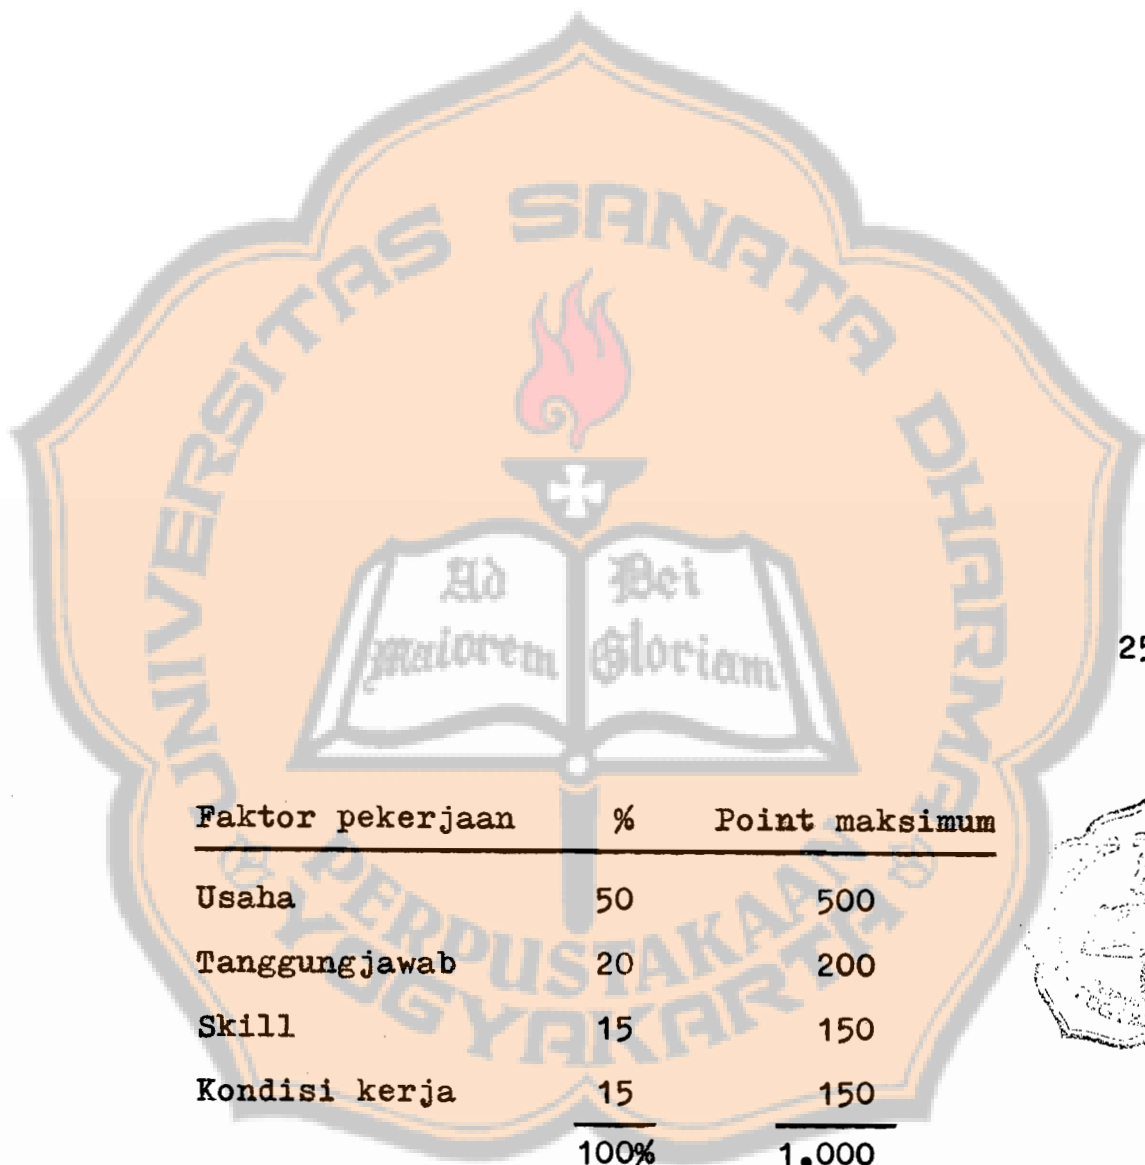 UNIVERSITAS SANATA DHARMA
Ad Dei
Maiorem Gloriam
25
Faktor pekerjaan % Point maksimum
PERPUSTAKAAN
YOGYAKARTA
Usaha 50 500
Tanggungjawab 20 200
Skill 15 150
Kondisi kerja 15 150
100% 1,000